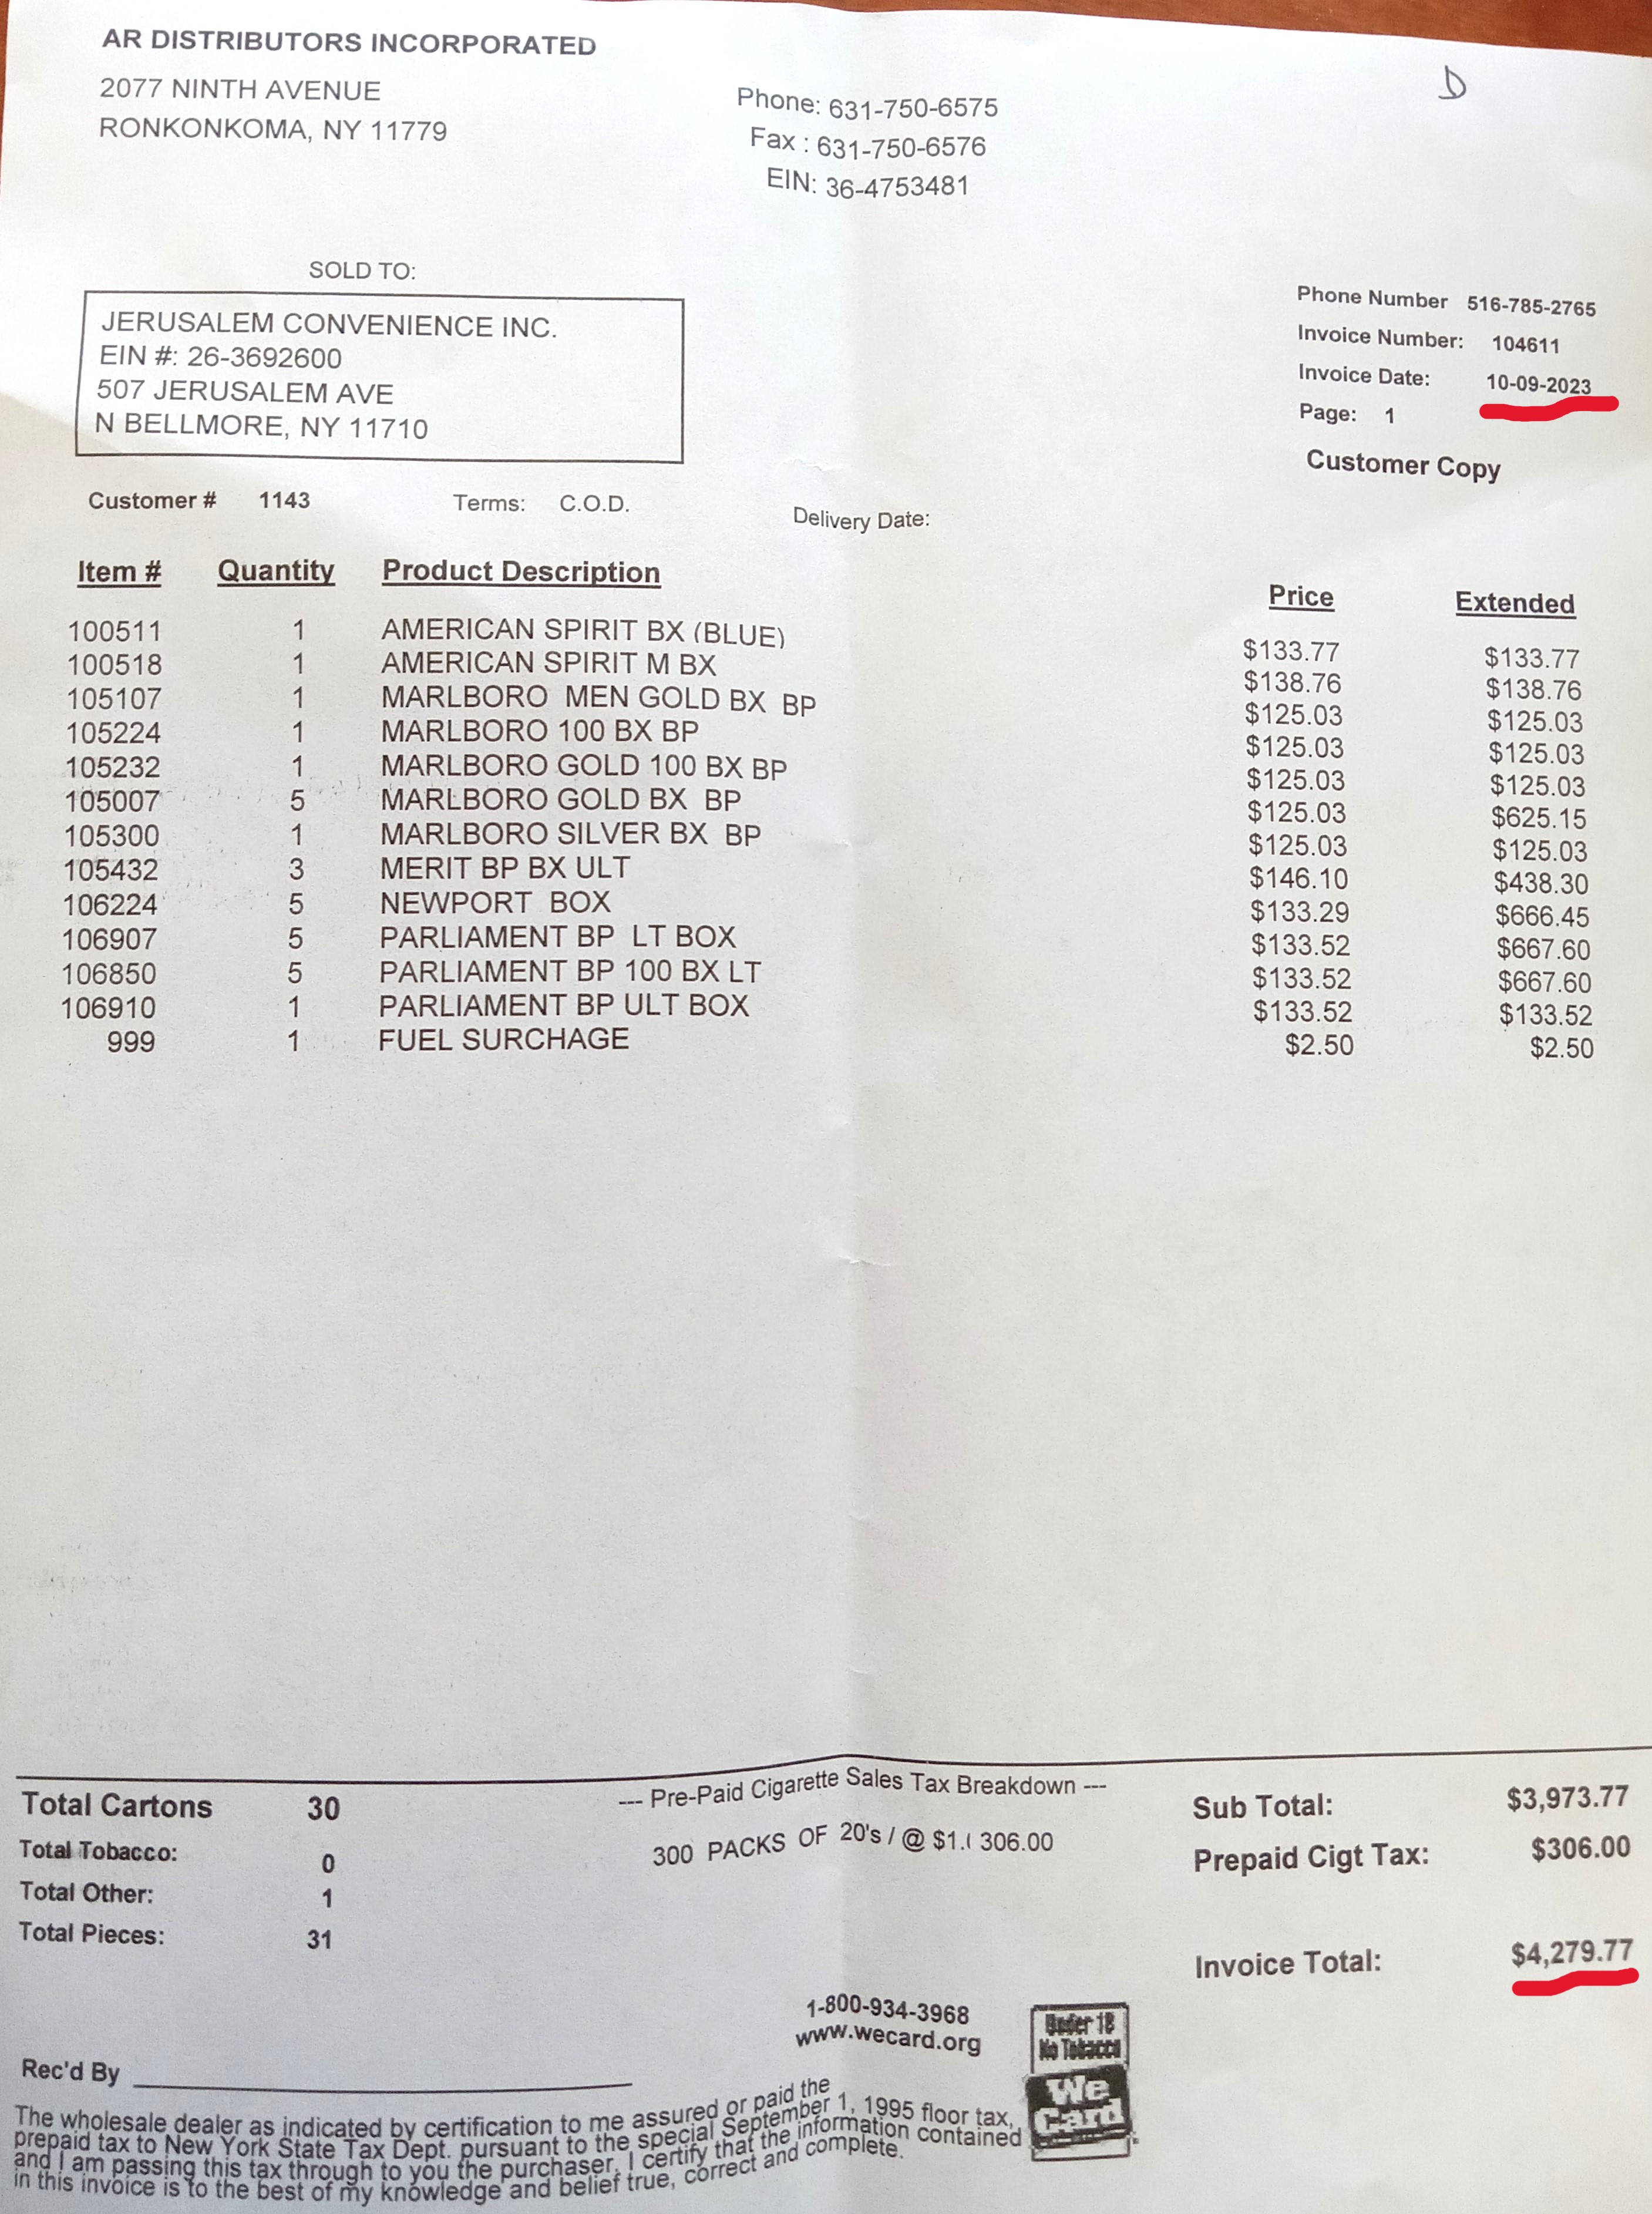 AR DISTRIBUTORS INCORPORATED
2077 NINTH AVENUE
RONKONKOMA, NY 11779
Phone: 631-750-6575
Fax : 631-750-6576
EIN: 36-4753481
D
SOLD TO:
JERUSALEM CONVENIENCE INC.
EIN #: 26-3692600
507 JERUSALEM AVE
N BELLMORE, NY 11710
Phone Number 516-785-2765
Invoice Number: 104611
Invoice Date: 10-09-2023
Page: 1
Customer Copy
Customer # 1143 Terms: C.O.D. Delivery Date:
Item # Quantity Product Description Price Extended
100511 1 AMERICAN SPIRIT BX (BLUE) $133.77 $133.77
100518 1 AMERICAN SPIRIT M BX $138.76 $138.76
105107 1 MARLBORO MEN GOLD BX BP $125.03 $125.03
105224 1 MARLBORO 100 BX BP $125.03 $125.03
105232 1 MARLBORO GOLD 100 BX BP $125.03 $125.03
105007 5 MARLBORO GOLD BX BP $125.03 $625.15
105300 1 MARLBORO SILVER BX BP $125.03 $125.03
105432 3 MERIT BP BX ULT $146.10 $438.30
106224 5 NEWPORT BOX $133.29 $666.45
106907 5 PARLIAMENT BP LT BOX $133.52 $667.60
106850 5 PARLIAMENT BP 100 BX LT $133.52 $667.60
106910 1 PARLIAMENT BP ULT BOX $133.52 $133.52
999 1 FUEL SURCHAGE $2.50 $2.50
Total Cartons 30
Total Tobacco: 0
Total Other: 1
Total Pieces: 31
--- Pre-Paid Cigarette Sales Tax Breakdown ---
300 PACKS OF 20's / @ $1.( 306.00
Sub Total: $3,973.77
Prepaid Cigt Tax: $306.00
Invoice Total: $4,279.77
1-800-934-3968
www.wecard.org
Under 18
No Tobacco
We
Card
Rec'd By
The wholesale dealer as indicated by certification to me assured or paid the
prepaid tax to New York State Tax Dept. pursuant to the special September 1, 1995 floor tax,
and I am passing this tax through to you the purchaser. I certify that the information contained
in this invoice is to the best of my knowledge and belief true, correct and complete.